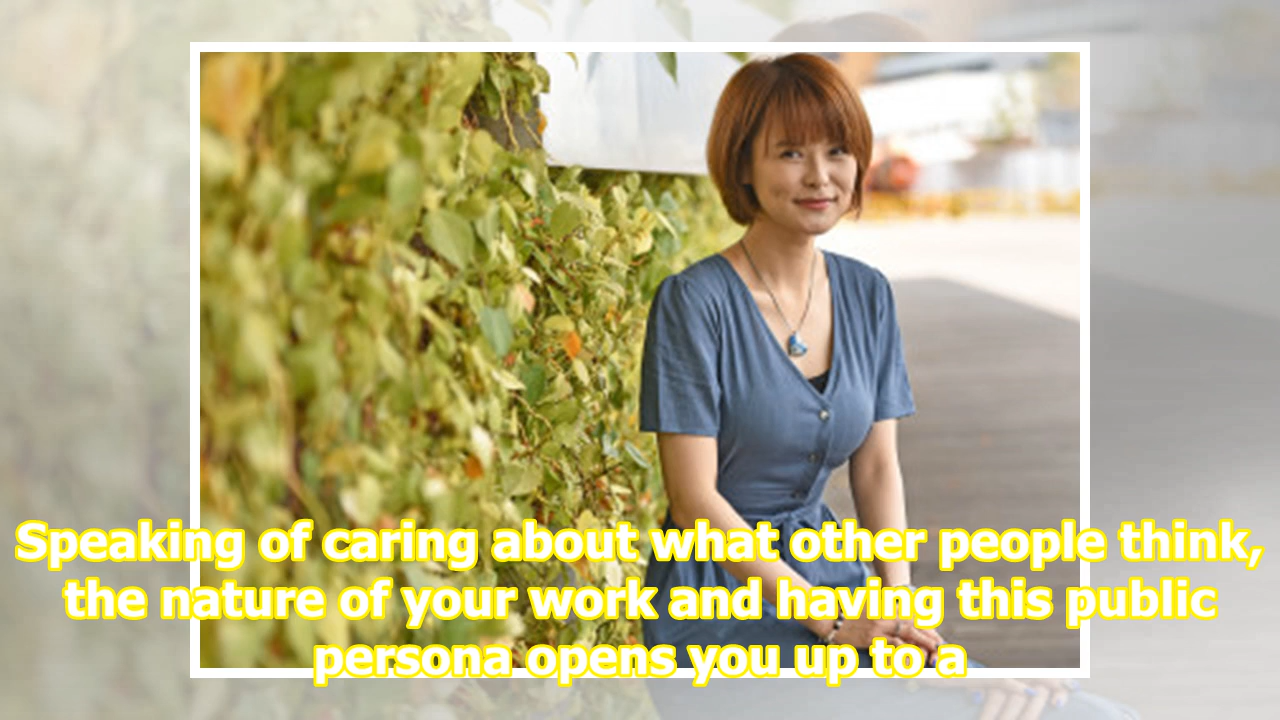 Speaking of caring about what other people think,
the nature of your work and having this public
persona opens you up to a